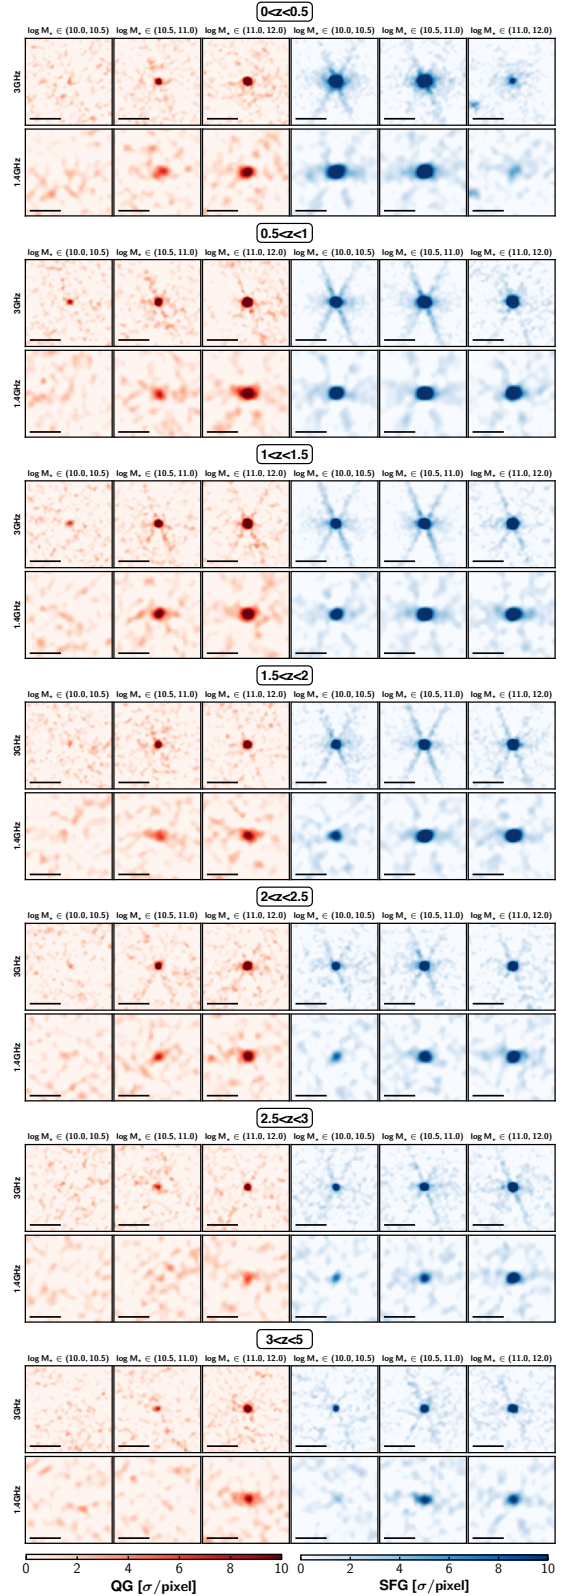 0<z<0.5
log M⋆ ∈ (10.0, 10.5) log M⋆ ∈ (10.5, 11.0) log M⋆ ∈ (11.0, 12.0) log M⋆ ∈ (10.0, 10.5) log M⋆ ∈ (10.5, 11.0) log M⋆ ∈ (11.0, 12.0)
3GHz
1.4GHz
0.5<z<1
log M⋆ ∈ (10.0, 10.5) log M⋆ ∈ (10.5, 11.0) log M⋆ ∈ (11.0, 12.0) log M⋆ ∈ (10.0, 10.5) log M⋆ ∈ (10.5, 11.0) log M⋆ ∈ (11.0, 12.0)
3GHz
1.4GHz
1<z<1.5
log M⋆ ∈ (10.0, 10.5) log M⋆ ∈ (10.5, 11.0) log M⋆ ∈ (11.0, 12.0) log M⋆ ∈ (10.0, 10.5) log M⋆ ∈ (10.5, 11.0) log M⋆ ∈ (11.0, 12.0)
3GHz
1.4GHz
1.5<z<2
log M⋆ ∈ (10.0, 10.5) log M⋆ ∈ (10.5, 11.0) log M⋆ ∈ (11.0, 12.0) log M⋆ ∈ (10.0, 10.5) log M⋆ ∈ (10.5, 11.0) log M⋆ ∈ (11.0, 12.0)
3GHz
1.4GHz
2<z<2.5
log M⋆ ∈ (10.0, 10.5) log M⋆ ∈ (10.5, 11.0) log M⋆ ∈ (11.0, 12.0) log M⋆ ∈ (10.0, 10.5) log M⋆ ∈ (10.5, 11.0) log M⋆ ∈ (11.0, 12.0)
3GHz
1.4GHz
2.5<z<3
log M⋆ ∈ (10.0, 10.5) log M⋆ ∈ (10.5, 11.0) log M⋆ ∈ (11.0, 12.0) log M⋆ ∈ (10.0, 10.5) log M⋆ ∈ (10.5, 11.0) log M⋆ ∈ (11.0, 12.0)
3GHz
1.4GHz
3<z<5
log M⋆ ∈ (10.0, 10.5) log M⋆ ∈ (10.5, 11.0) log M⋆ ∈ (11.0, 12.0) log M⋆ ∈ (10.0, 10.5) log M⋆ ∈ (10.5, 11.0) log M⋆ ∈ (11.0, 12.0)
3GHz
1.4GHz
0 2 4 6 8 10 0 2 4 6 8 10
QG [σ/pixel] SFG [σ/pixel]